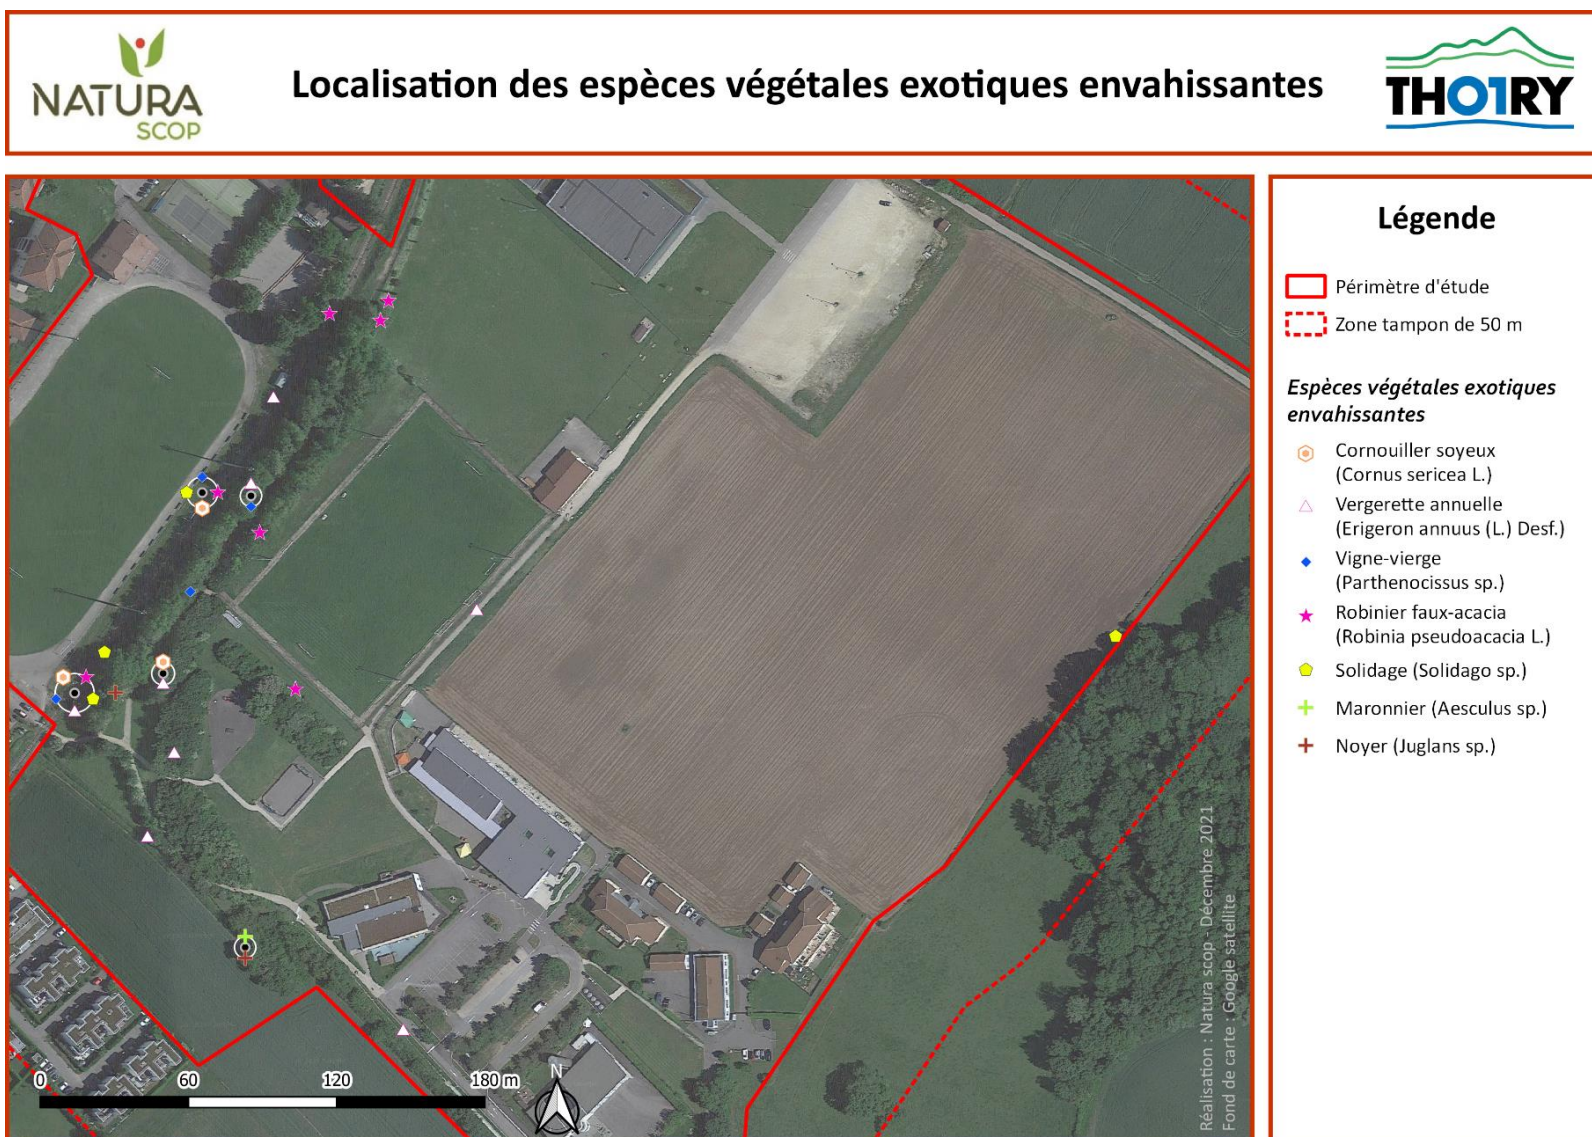 NATURA
SCOP
Localisation des espèces végétales exotiques envahissantes
THO1RY
Légende
Périmètre d'étude
Zone tampon de 50 m
Espèces végétales exotiques
envahissantes
Cornouiller soyeux
(Cornus sericea L.)
Vergerette annuelle
(Erigeron annuus (L.) Desf.)
Vigne-vierge
(Parthenocissus sp.)
Robinier faux-acacia
(Robinia pseudoacacia L.)
Solidage (Solidago sp.)
Maronnier (Aesculus sp.)
Noyer (Juglans sp.)
Réalisation : Natura scop - Décembre 2021
Fond de carte : Google satellite
0 60 120 180 m
N